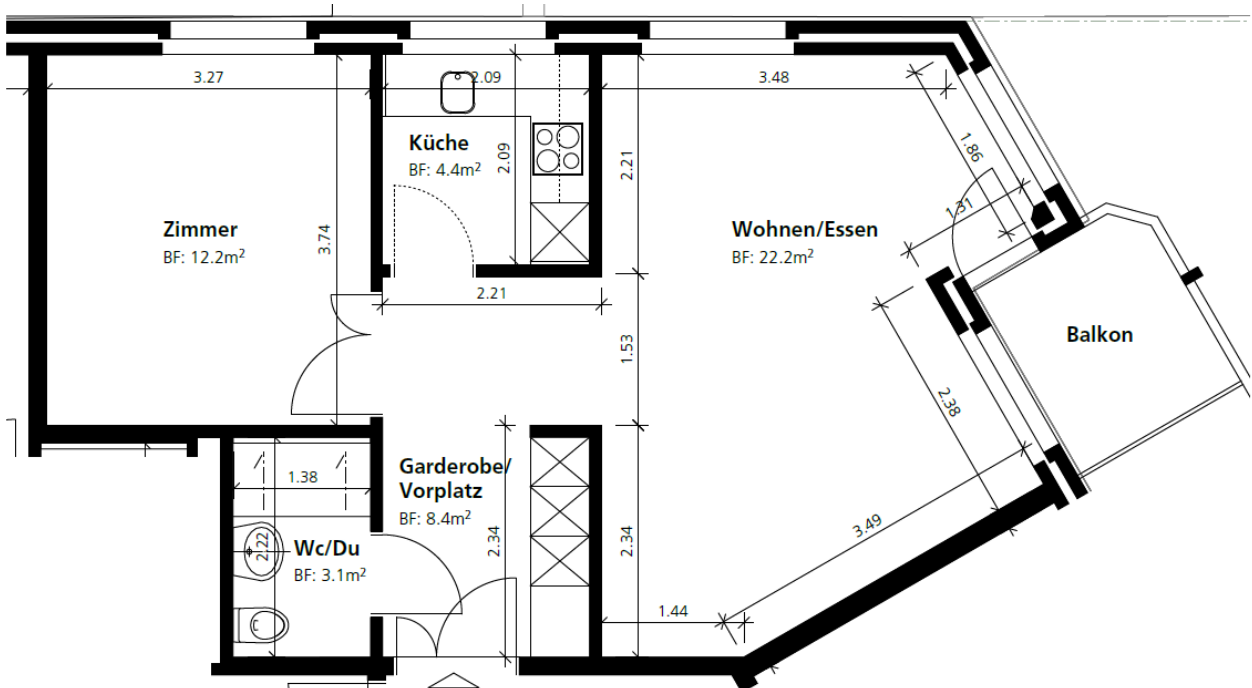 3.27
2.09
3.48
Küche
BF: 4.4m²
2.09
2.21
1.86
1.31
Zimmer
BF: 12.2m²
3.74
Wohnen/Essen
BF: 22.2m²
2.21
1.53
Balkon
2.38
Garderobe/
Vorplatz
BF: 8.4m²
1.38
2.22
Wc/Du
BF: 3.1m²
2.34
2.34
3.49
1.44